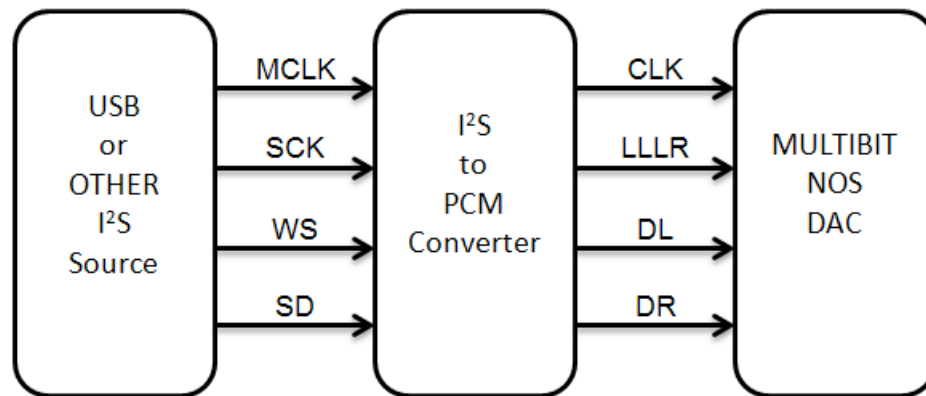 USB
or
OTHER
I²S
Source
MCLK
SCK
WS
SD
I²S
to
PCM
Converter
CLK
LLLR
DL
DR
MULTIBIT
NOS
DAC